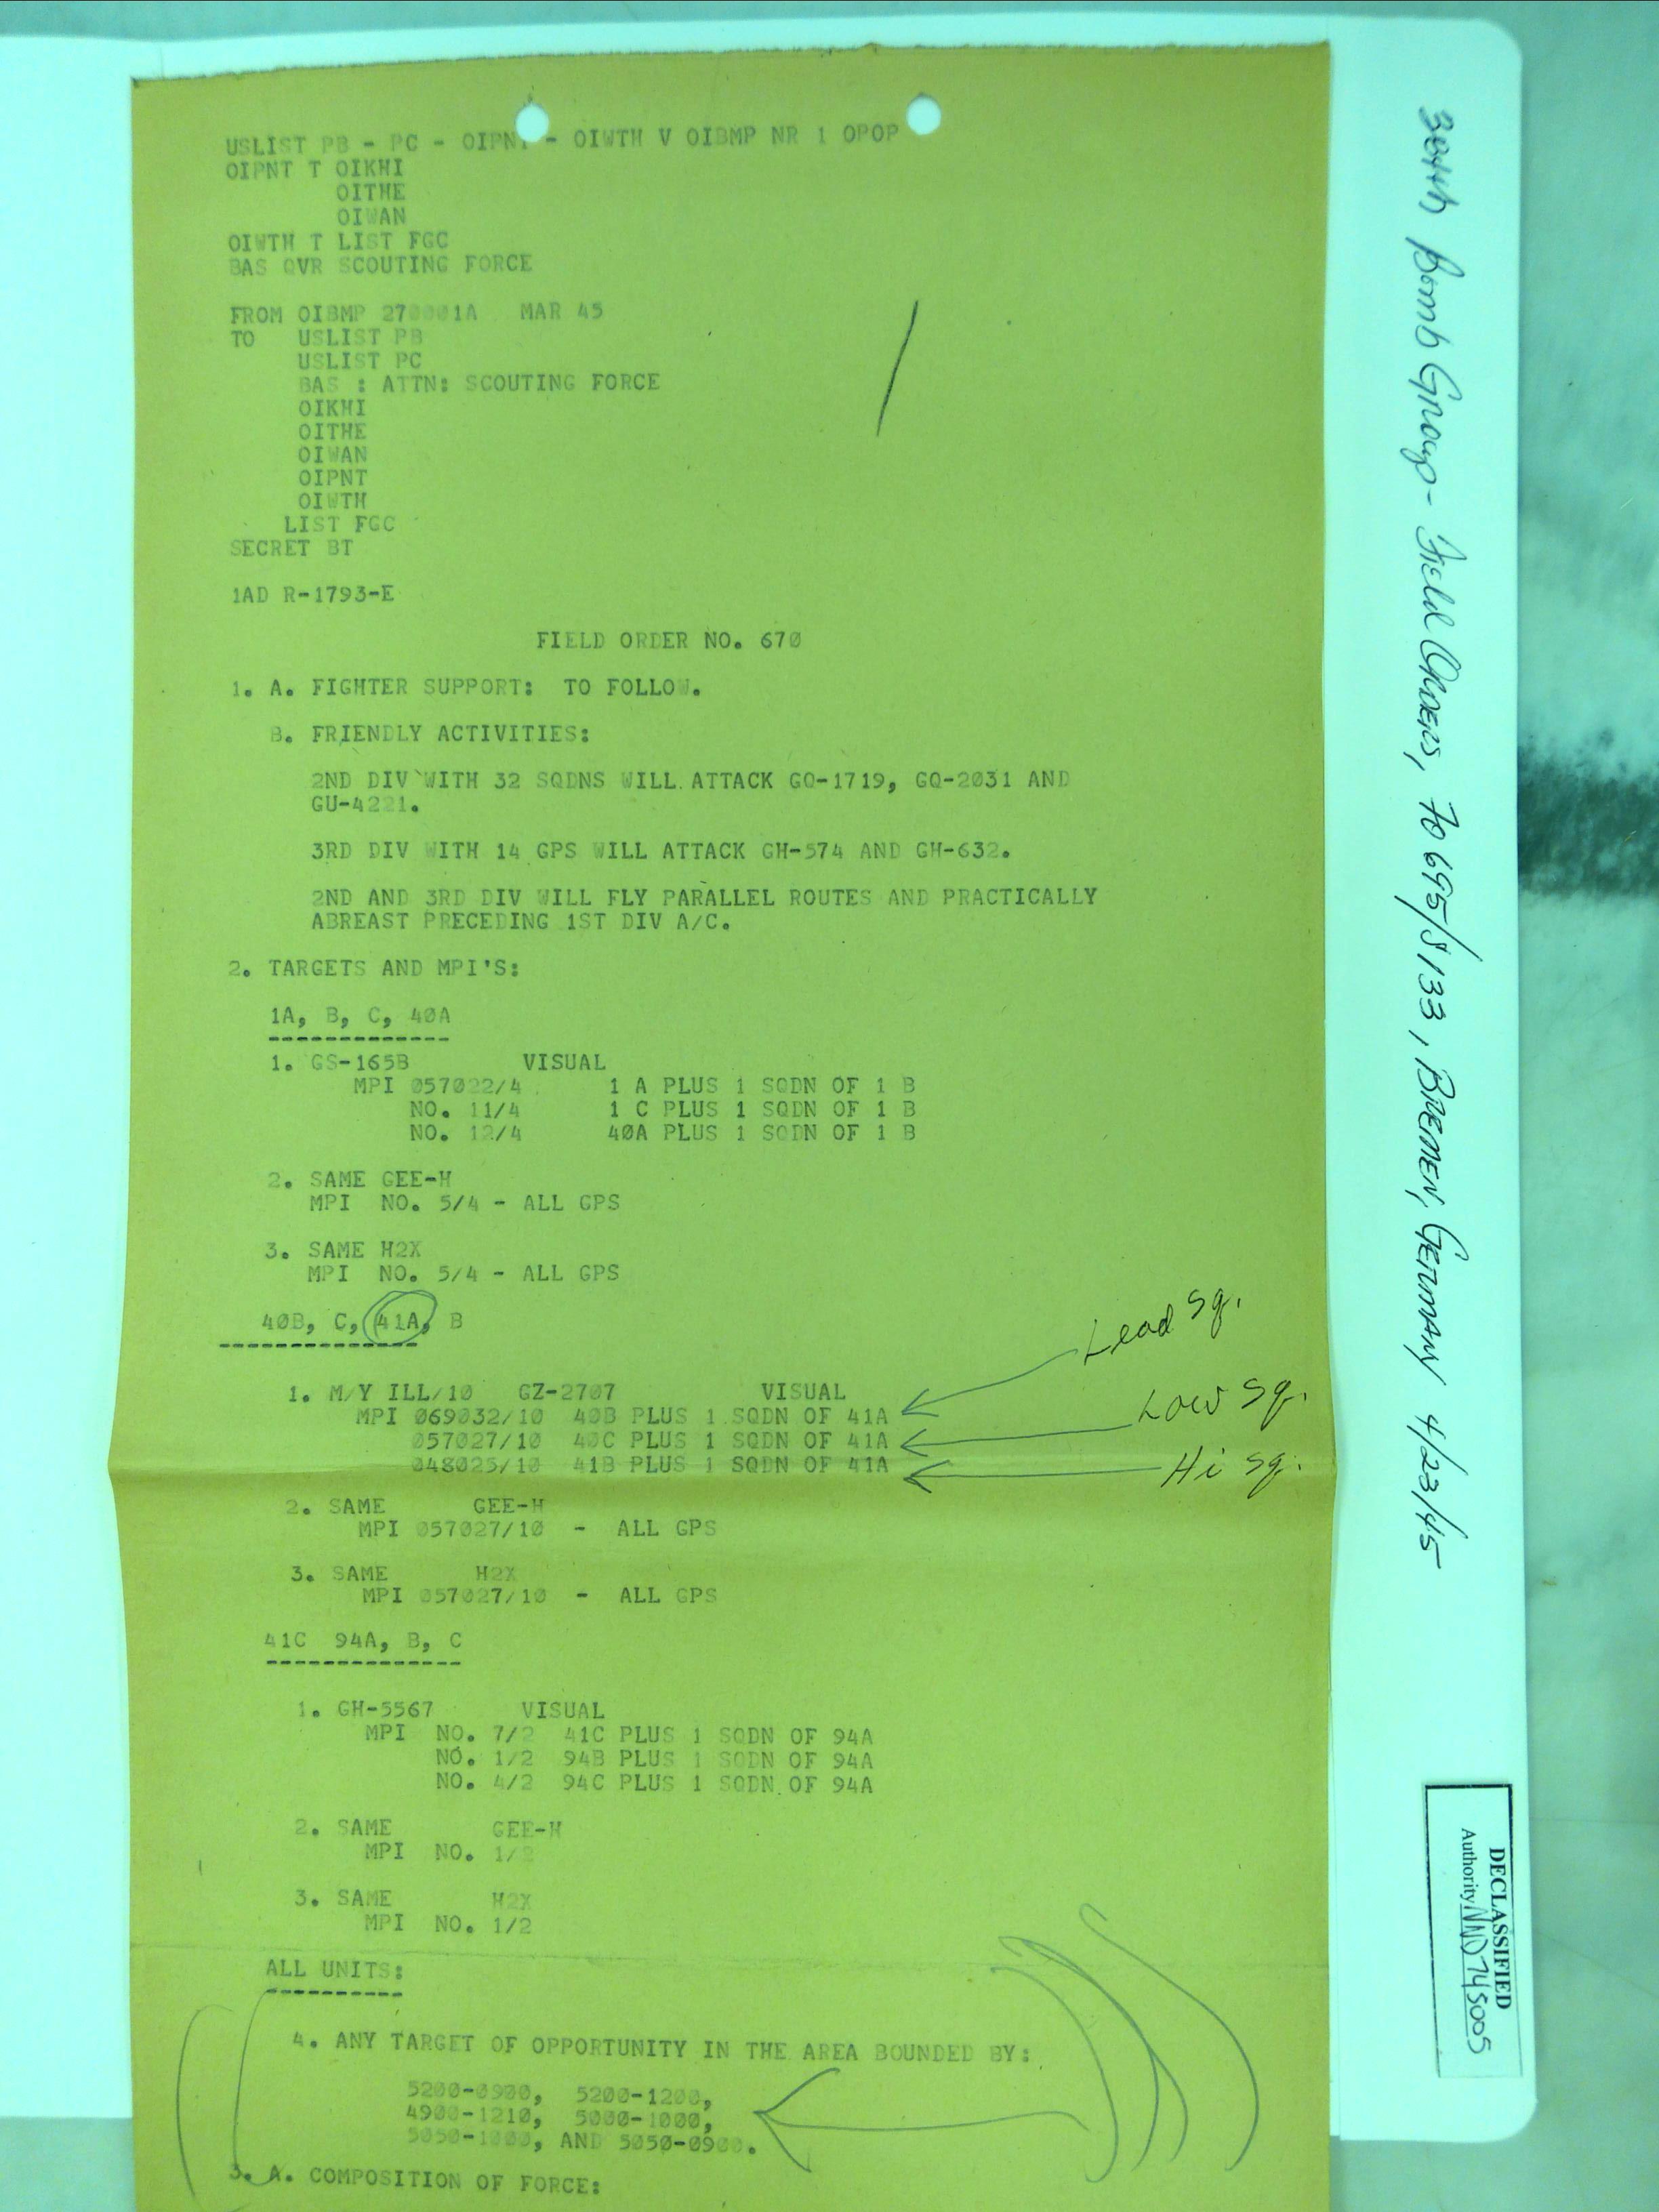 USLIST PB - PC - OIPNT - OIWTH V OIBMP NR 1 OPOP
OIPNT T OIKHI
OITHE
OIWAN
OIWTH T LIST FGC
BAS QVR SCOUTING FORCE
FROM OIBMP 270001A MAR 45
TO USLIST PB
USLIST PC
BAS : ATTN: SCOUTING FORCE
OIKHI
OITHE
OIWAN
OIPNT
OIWTH
LIST FGC
SECRET BT
1AD R-1793-E
FIELD ORDER NO. 670
1. A. FIGHTER SUPPORT: TO FOLLOW.
B. FRIENDLY ACTIVITIES:
2ND DIV WITH 32 SQDNS WILL ATTACK GQ-1719, GQ-2031 AND
GU-4221.
3RD DIV WITH 14 GPS WILL ATTACK GH-574 AND GH-632.
2ND AND 3RD DIV WILL FLY PARALLEL ROUTES AND PRACTICALLY
ABREAST PRECEDING 1ST DIV A/C.
2. TARGETS AND MPI'S:
1A, B, C, 40A
1. GS-165B VISUAL
MPI 057022/4 1 A PLUS 1 SQDN OF 1 B
NO. 11/4 1 C PLUS 1 SQDN OF 1 B
NO. 12/4 40A PLUS 1 SQDN OF 1 B
2. SAME GEE-H
MPI NO. 5/4 - ALL GPS
3. SAME H2X
MPI NO. 5/4 - ALL GPS
40B, C, 41A, B
Lead Sq.
1. M/Y ILL/10 GZ-2707 VISUAL
MPI 069032/10 40B PLUS 1 SQDN OF 41A
Low Sq.
057027/10 40C PLUS 1 SQDN OF 41A
048025/10 41B PLUS 1 SQDN OF 41A
Hi Sq.
2. SAME GEE-H
MPI 057027/10 - ALL GPS
3. SAME H2X
MPI 057027/10 - ALL GPS
41C 94A, B, C
1. GH-5567 VISUAL
MPI NO. 7/2 41C PLUS 1 SQDN OF 94A
NO. 1/2 94B PLUS 1 SQDN OF 94A
NO. 4/2 94C PLUS 1 SQDN OF 94A
2. SAME GEE-H
MPI NO. 1/2
3. SAME H2X
MPI NO. 1/2
ALL UNITS:
4. ANY TARGET OF OPPORTUNITY IN THE AREA BOUNDED BY:
5200-0900, 5200-1200,
4900-1210, 5000-1000,
5050-1000, AND 5050-0900.
3. A. COMPOSITION OF FORCE:
384th Bomb Group - Field Orders, to 695/S133, BREMEN, GERMANY 4/23/45
DECLASSIFIED
Authority NND 745005